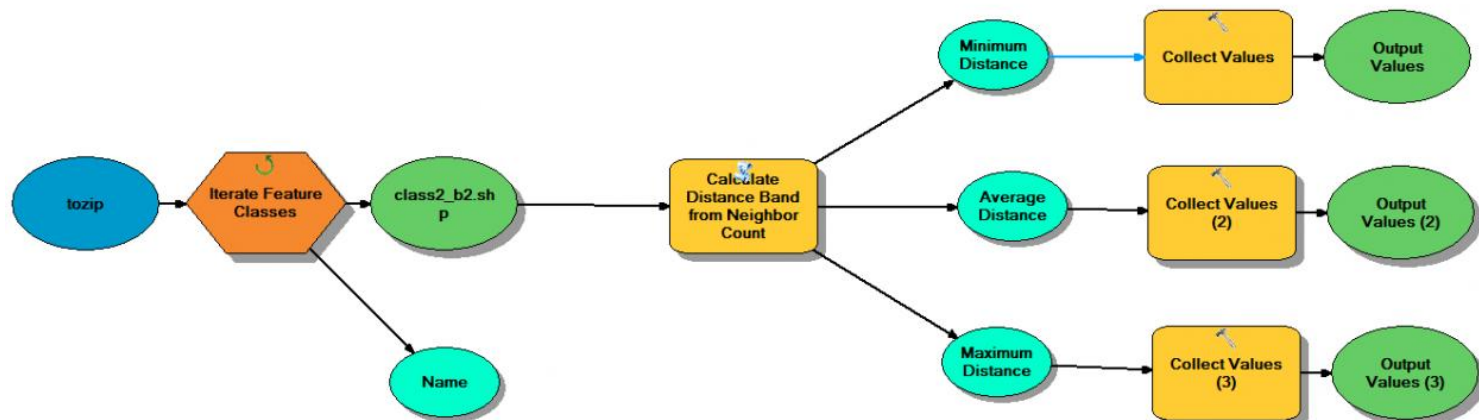 tozip
Iterate Feature
Classes
class2_b2.sh
p
Name
Calculate
Distance Band
from Neighbor
Count
Minimum
Distance
Collect Values
Output
Values
Average
Distance
Collect Values
(2)
Output
Values (2)
Maximum
Distance
Collect Values
(3)
Output
Values (3)